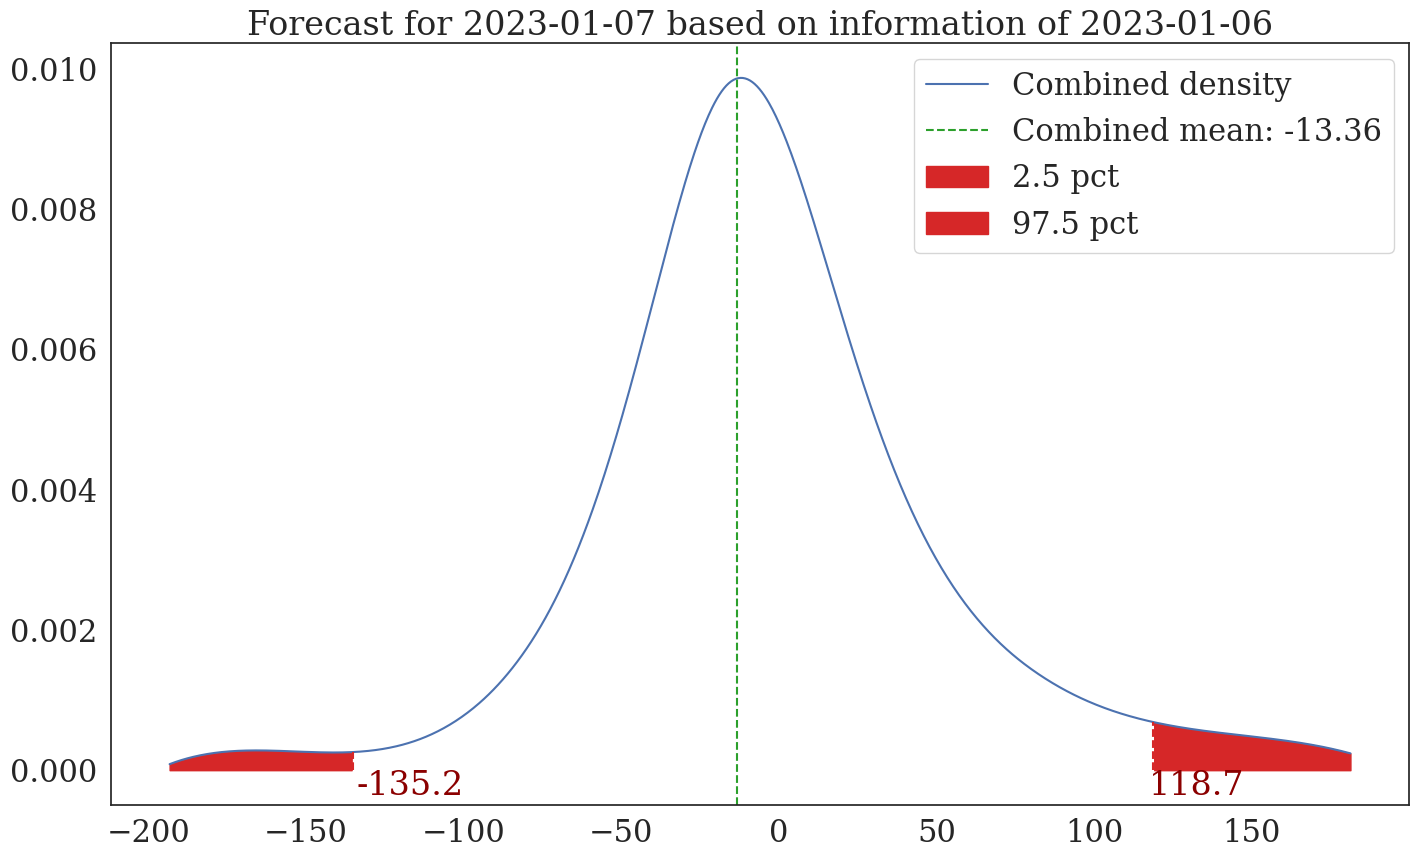 Forecast for 2023-01-07 based on information of 2023-01-06
0.010
0.008
0.006
0.004
0.002
0.000
Combined density
Combined mean: -13.36
2.5 pct
97.5 pct
-135.2
118.7
−200 −150 −100 −50 0 50 100 150